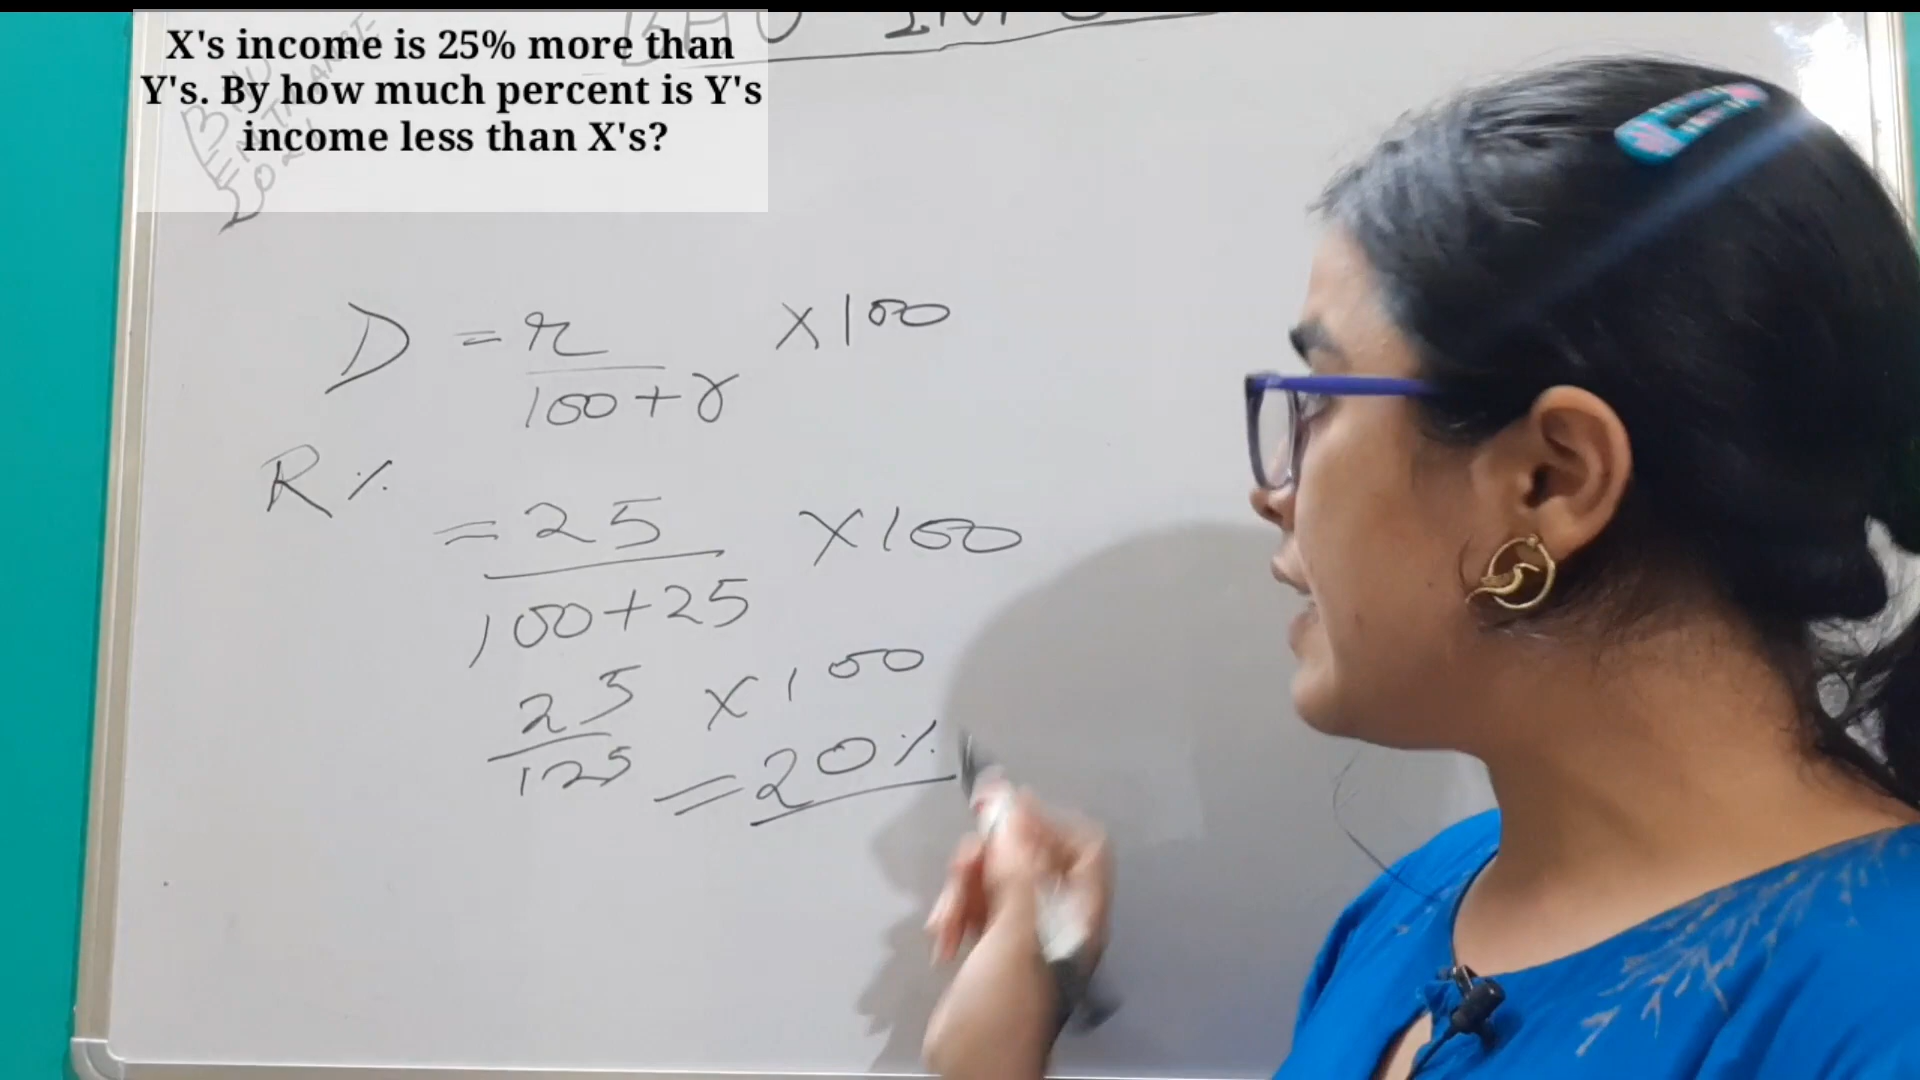 X's income is 25% more than
Y's. By how much percent is Y's
income less than X's?
D = r / 100 + r × 100
R %
= 25 / 100 + 25 × 100
25 / 125 × 100
= 20 %